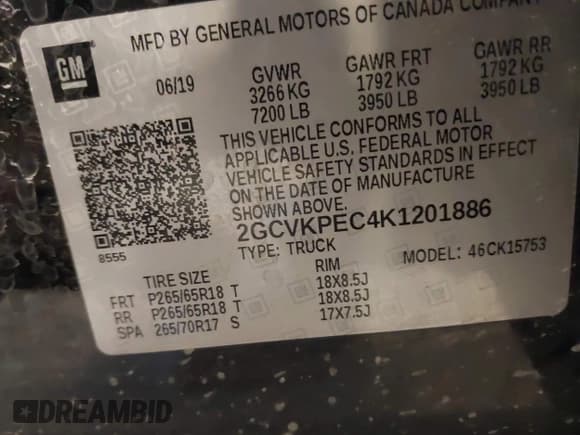 MFD BY GENERAL MOTORS OF CANADA COMPANY
GM
06/19 GVWR GAWR FRT GAWR RR
3266 KG 1792 KG 1792 KG
7200 LB 3950 LB 3950 LB
THIS VEHICLE CONFORMS TO ALL
APPLICABLE U.S. FEDERAL MOTOR
VEHICLE SAFETY STANDARDS IN EFFECT
ON THE DATE OF MANUFACTURE
SHOWN ABOVE.
2GCVKPEC4K1201886
8555
TYPE: TRUCK MODEL: 46CK15753
TIRE SIZE RIM
FRT P265/65R18 T 18X8.5J
RR P265/65R18 T 18X8.5J
SPA 265/70R17 S 17X7.5J
DREAMBID